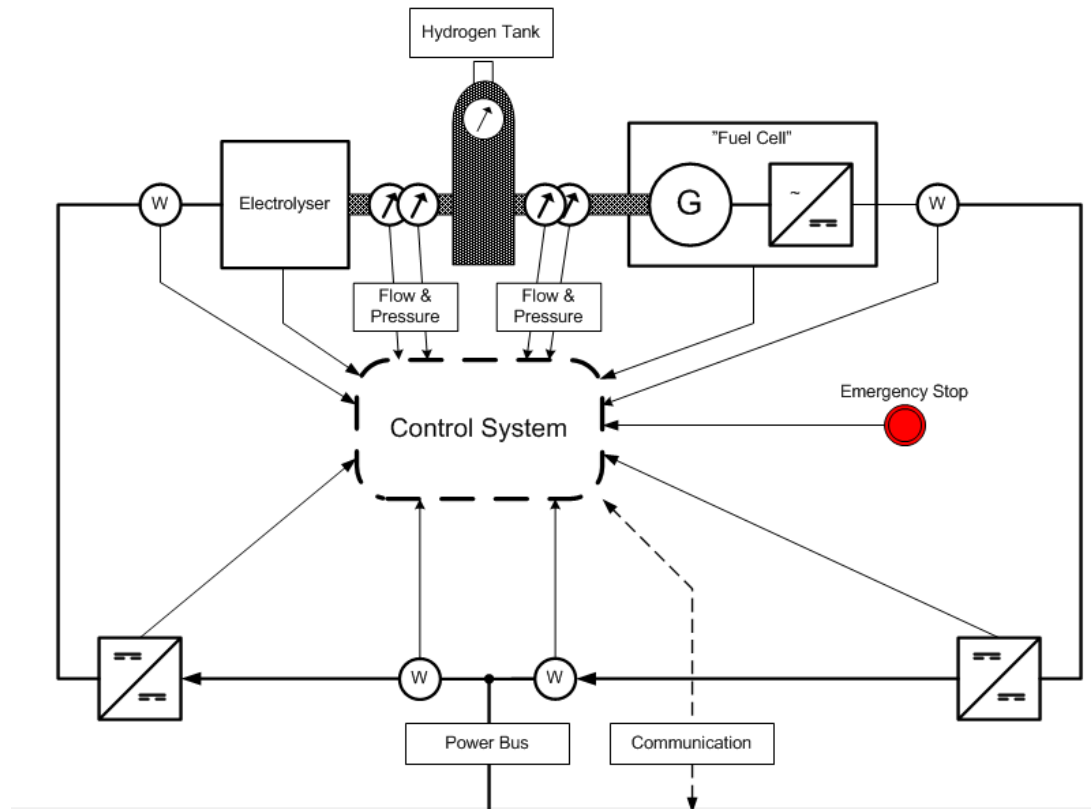 Hydrogen Tank
"Fuel Cell"
W
Electrolyser
G
~
W
Flow &
Pressure
Flow &
Pressure
Emergency Stop
Control System
W
W
Power Bus
Communication